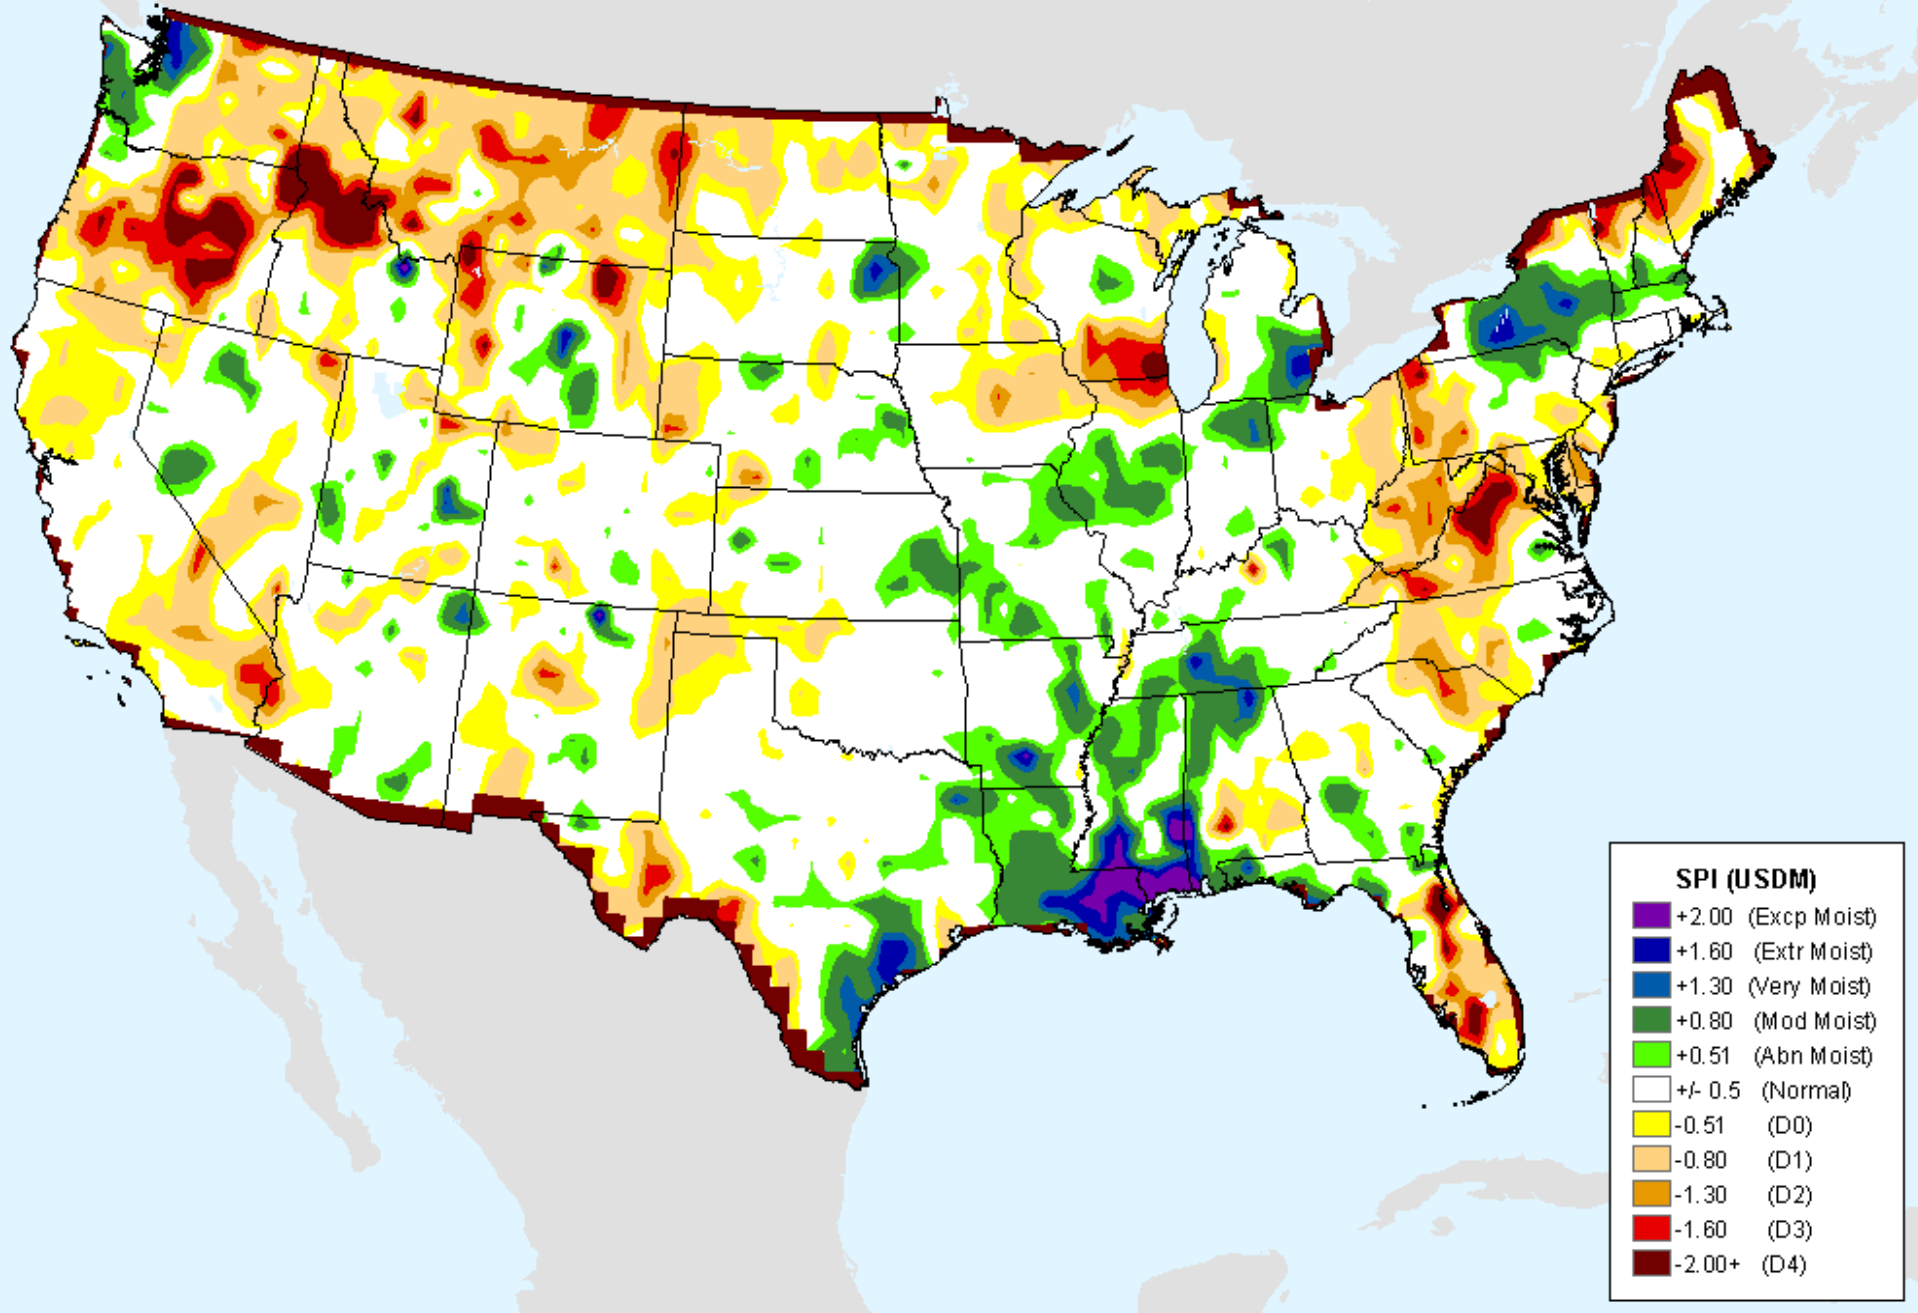 SPI (USDM)
+2.00 (Excp Moist)
+1.60 (Extr Moist)
+1.30 (Very Moist)
+0.80 (Mod Moist)
+0.51 (Abn Moist)
+/- 0.5 (Normal)
-0.51 (D0)
-0.80 (D1)
-1.30 (D2)
-1.60 (D3)
-2.00+ (D4)